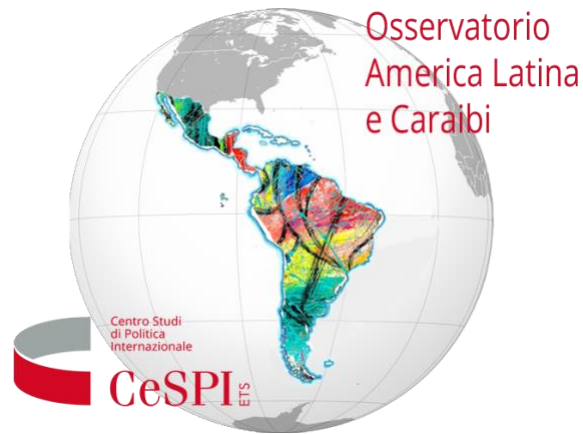 Osservatorio
America Latina
e Caraibi
Centro Studi
di Politica
Internazionale
CeSPI ETS